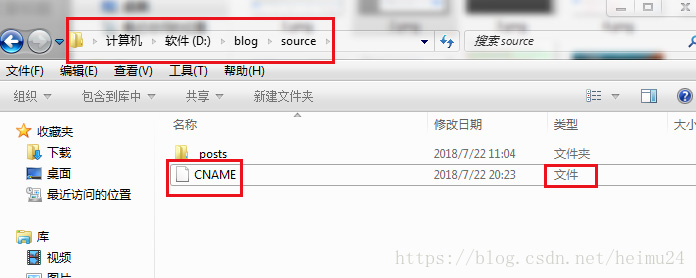 计算机 软件 (D:) blog source
搜索 source
文件(F) 编辑(E) 查看(V) 工具(T) 帮助(H)
组织 包含到库中 共享 新建文件夹
收藏夹
下载
桌面
最近访问的位置
库
视频
图片
名称 修改日期 类型 大小
_posts 2018/7/22 11:04 文件夹
CNAME 2018/7/22 20:23 文件
https://blog.csdn.net/heimu24